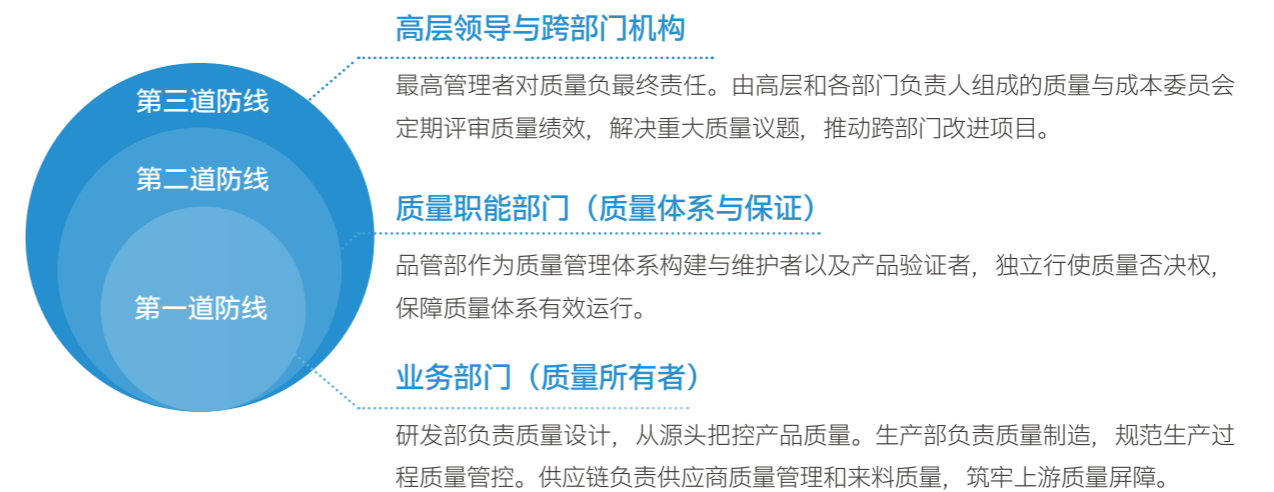 高层领导与跨部门机构
第三道防线
最高管理者对质量负最终责任。由高层和各部门负责人组成的质量与成本委员会
定期评审质量绩效，解决重大质量议题，推动跨部门改进项目。
第二道防线
质量职能部门（质量体系与保证）
品管部作为质量管理体系构建与维护者以及产品验证者，独立行使质量否决权，
保障质量体系有效运行。
第一道防线
业务部门（质量所有者）
研发部负责质量设计，从源头把控产品质量。生产部负责质量制造，规范生产过
程质量管控。供应链负责供应商质量管理和来料质量，筑牢上游质量屏障。